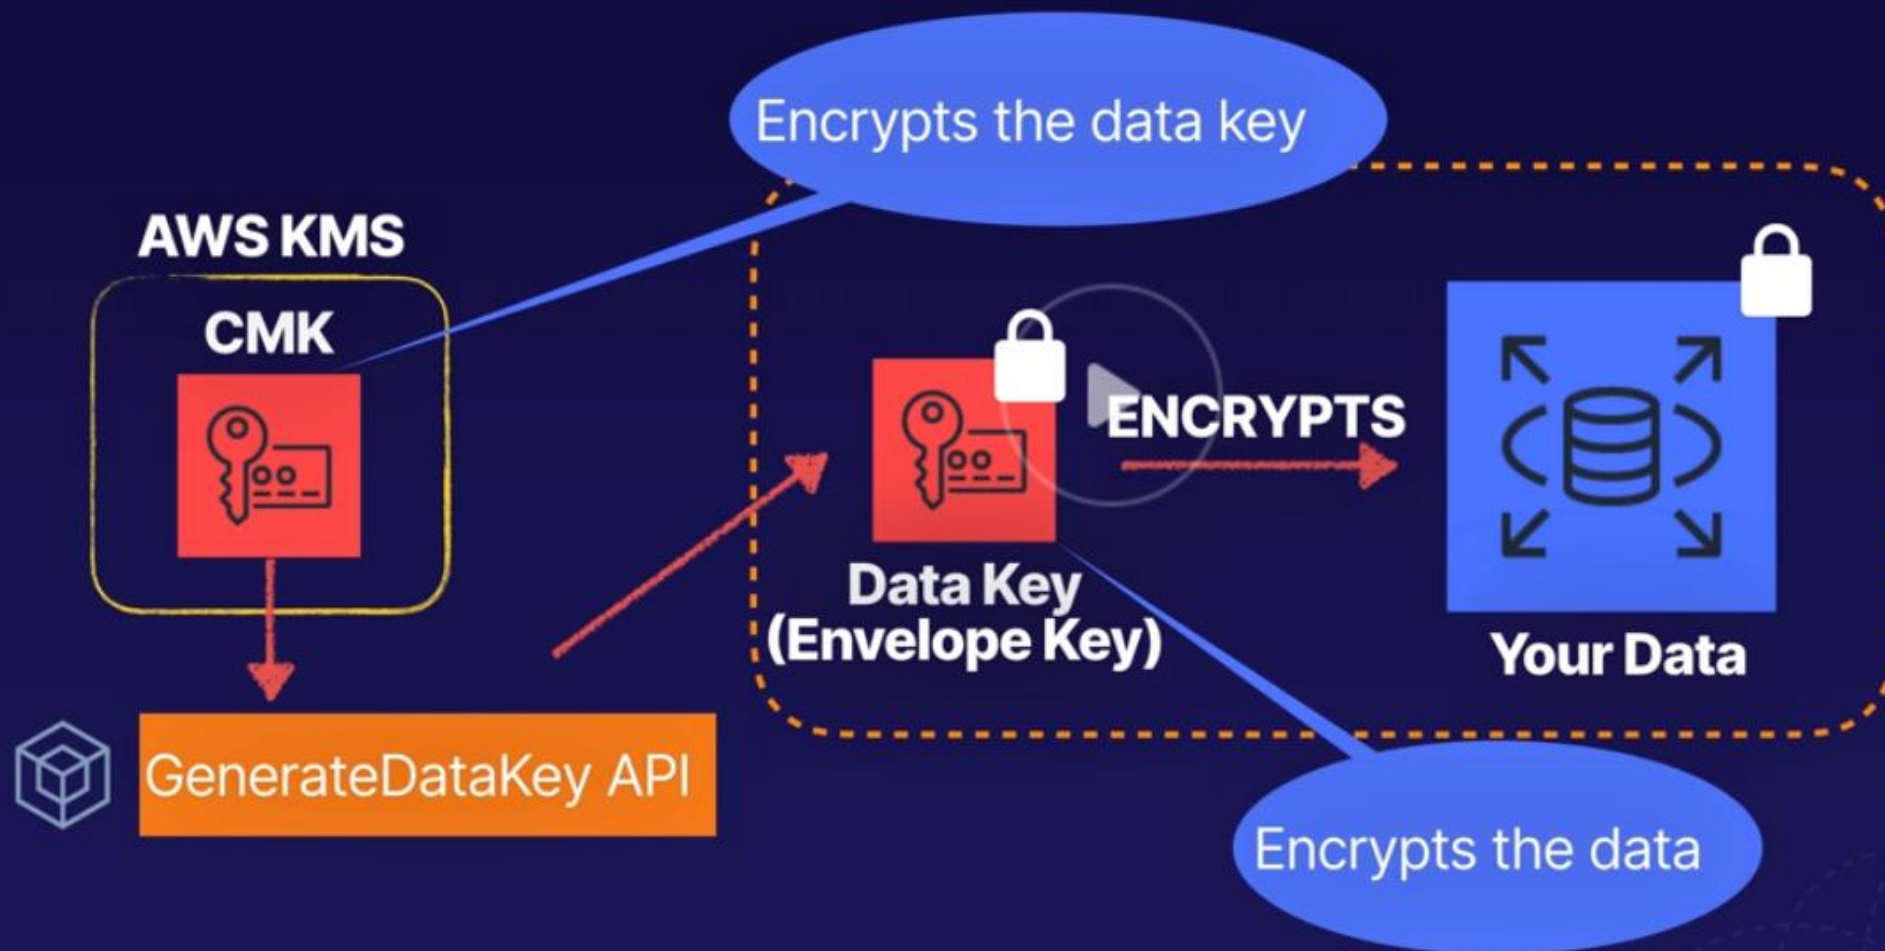 Encrypts the data key
AWS KMS
CMK
ENCRYPTS
Data Key
(Envelope Key)
Your Data
GenerateDataKey API
Encrypts the data